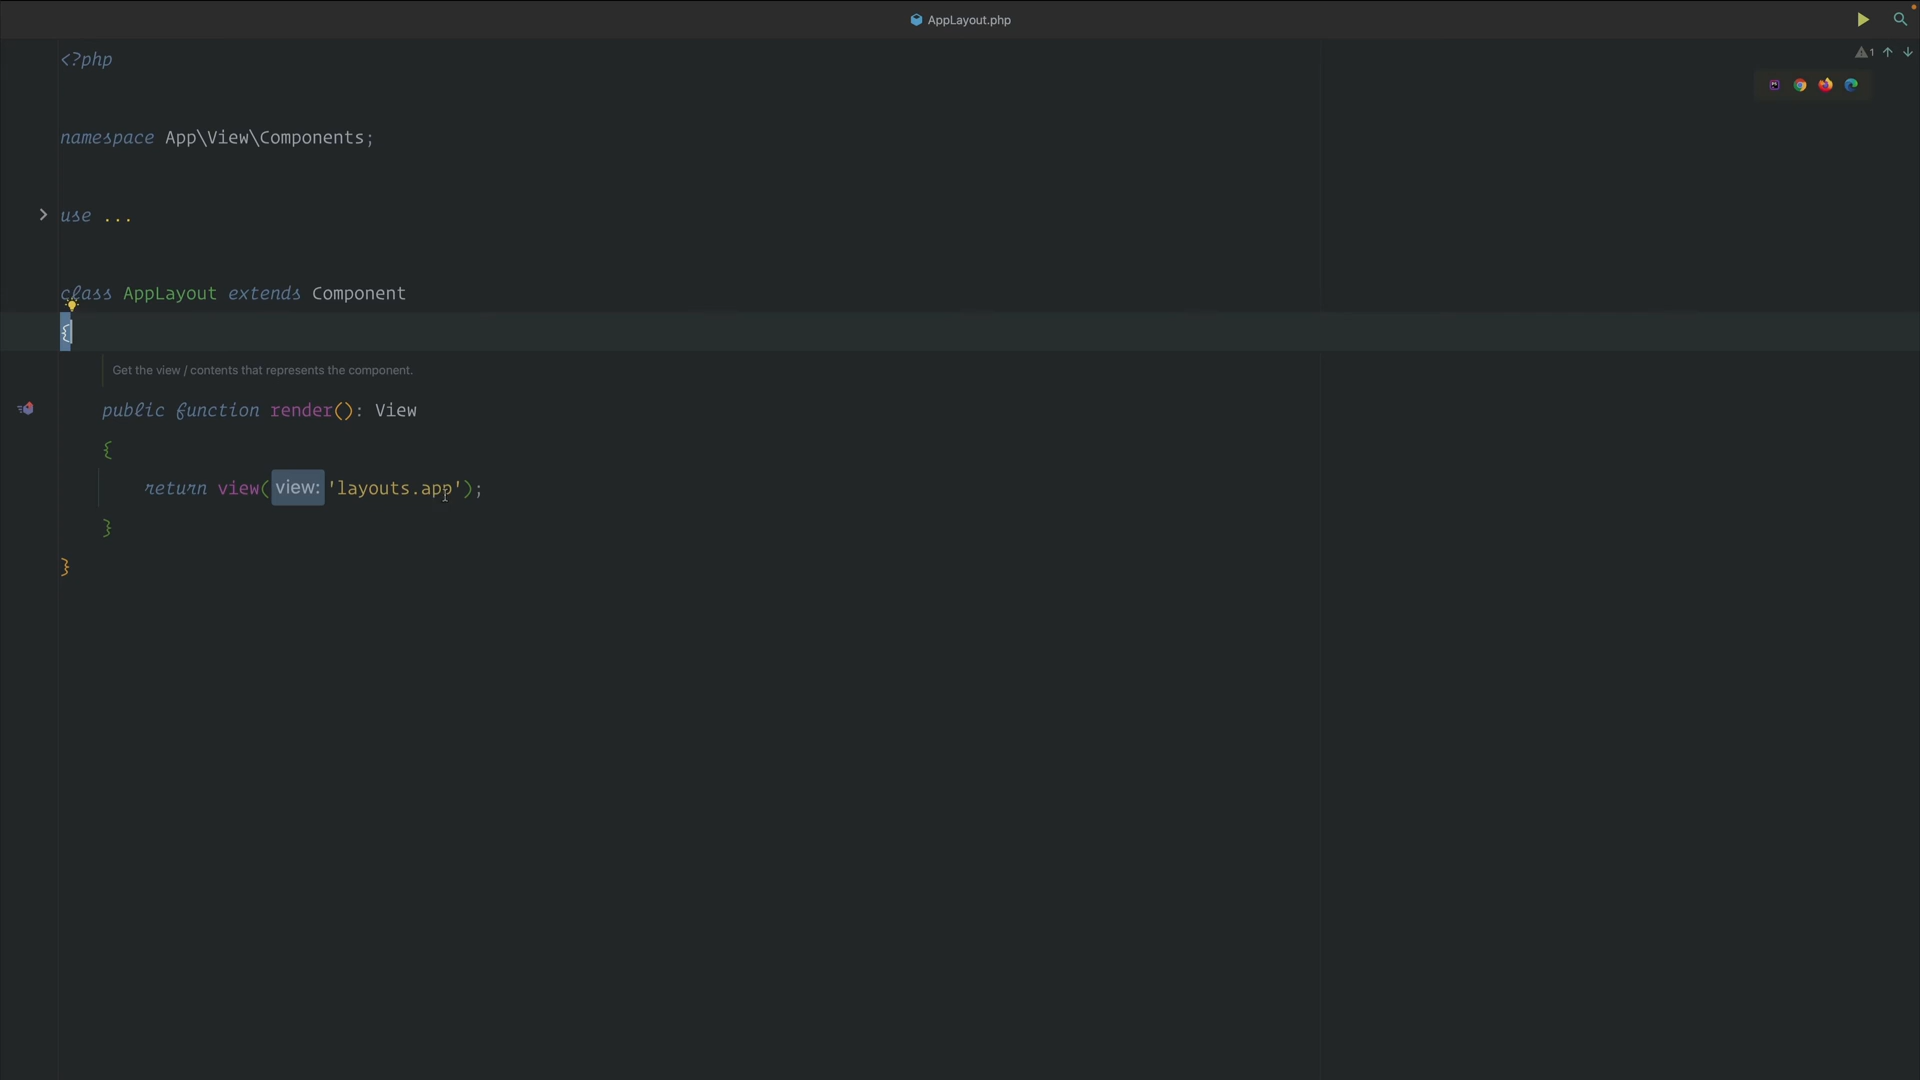 AppLayout.php
<?php
1
namespace App\View\Components;
use ...
class AppLayout extends Component
{
Get the view / contents that represents the component.
public function render(): View
{
return view( view: 'layouts.app');
}
}